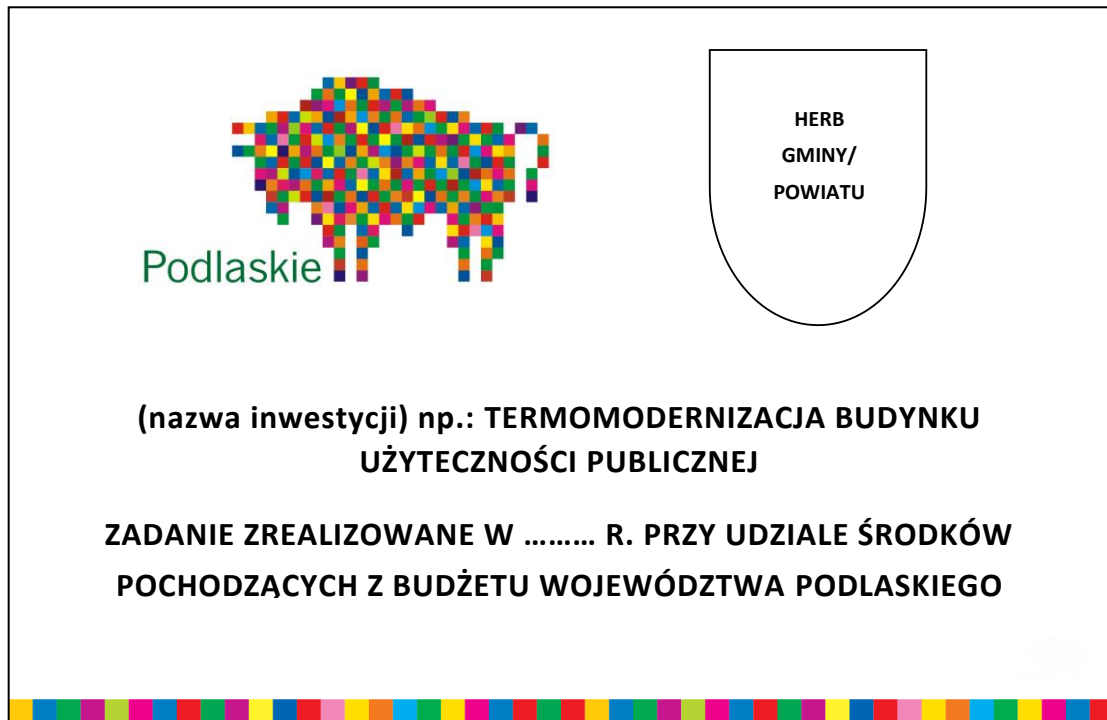 Podlaskie
HERB
GMINY/
POWIATU
(nazwa inwestycji) np.: TERMOMODERNIZACJA BUDYNKU
UŻYTECZNOŚCI PUBLICZNEJ
ZADANIE ZREALIZOWANE W ……… R. PRZY UDZIALE ŚRODKÓW
POCHODZĄCYCH Z BUDŻETU WOJEWÓDZTWA PODLASKIEGO